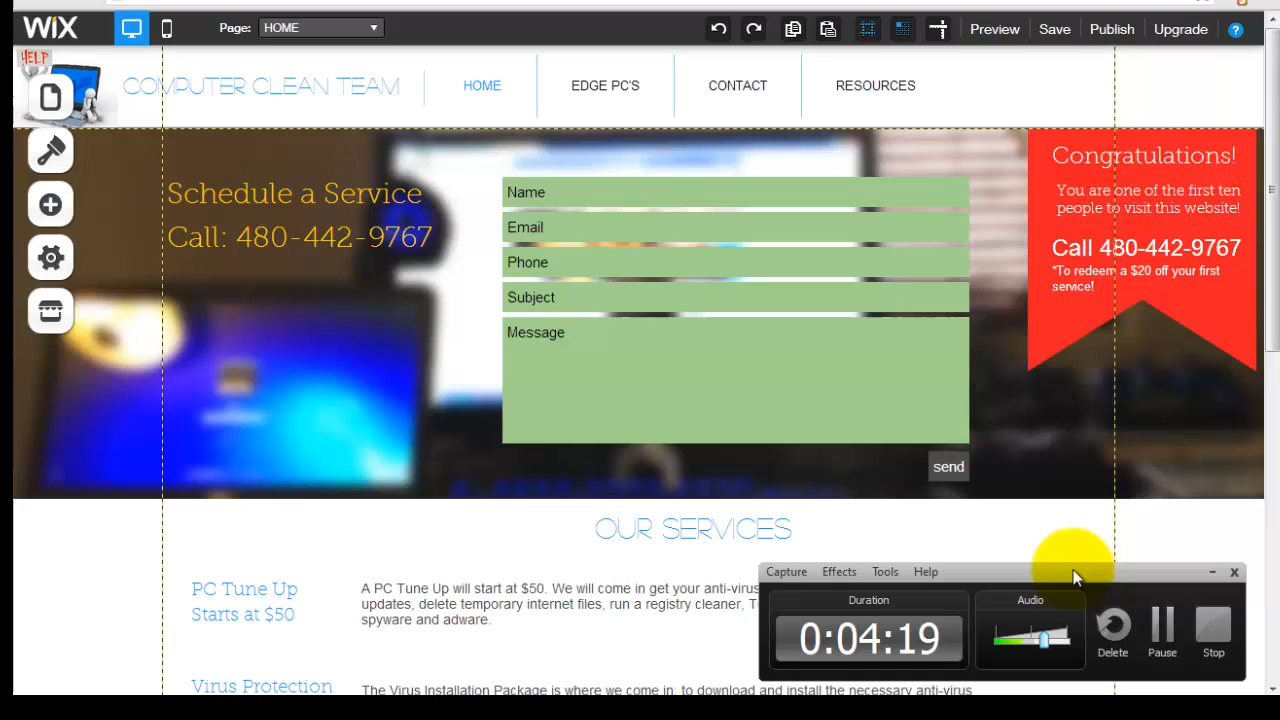 WiX
Page: HOME
Preview Save Publish Upgrade ?
HELP
COMPUTER CLEAN TEAM
HOME EDGE PC'S CONTACT RESOURCES
Schedule a Service
Call: 480-442-9767
Name
Email
Phone
Subject
Message
send
Congratulations!
You are one of the first ten
people to visit this website!
Call 480-442-9767
*To redeem a $20 off your first
service!
OUR SERVICES
PC Tune Up
Starts at $50
A PC Tune Up will start at $50. We will come in get your anti-virus
updates, delete temporary internet files, run a registry cleaner,
spyware and adware.
Virus Protection
The Virus Installation Package is where we come in, to download and install the necessary anti-virus
Capture Effects Tools Help
Duration
0:04:19
Audio
Delete Pause Stop